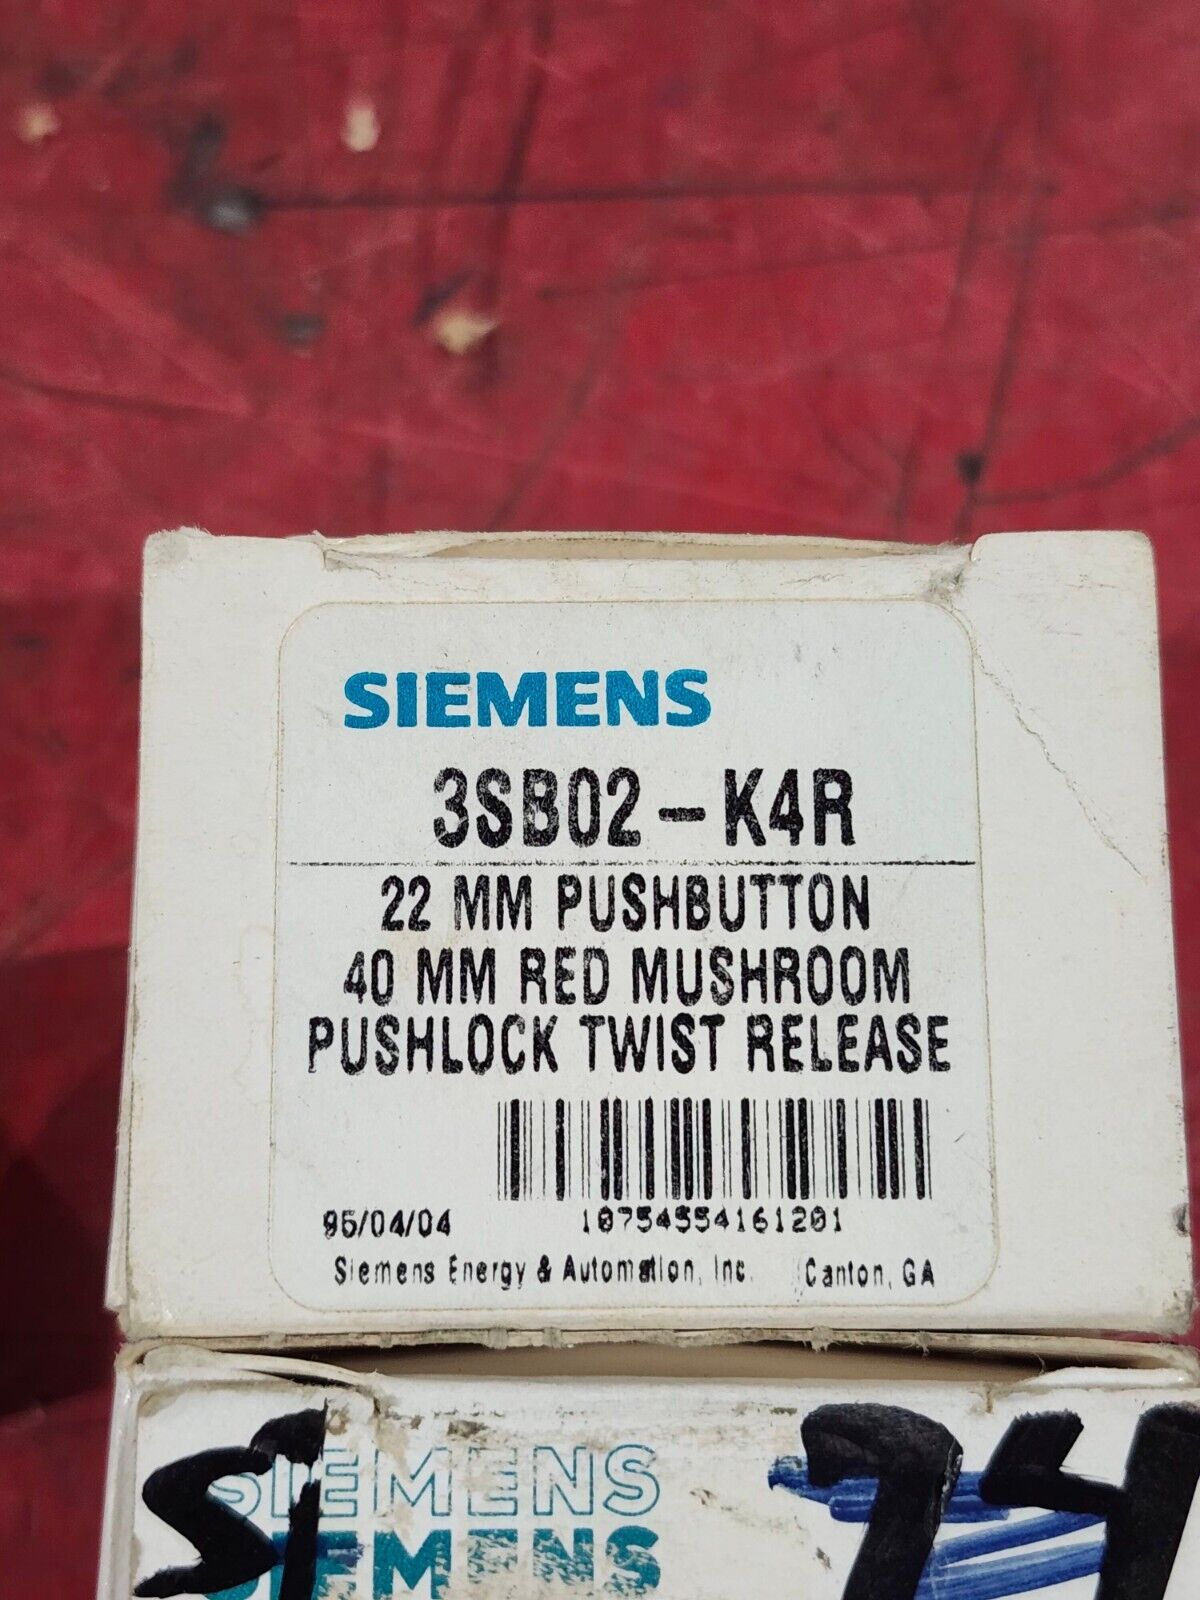 SIEMENS
3SB02-K4R
22 MM PUSHBUTTON
40 MM RED MUSHROOM
PUSHLOCK TWIST RELEASE
95/04/04 10754554161201
Siemens Energy & Automation, Inc. Canton, GA
SIEMENS
SIEMENS
74